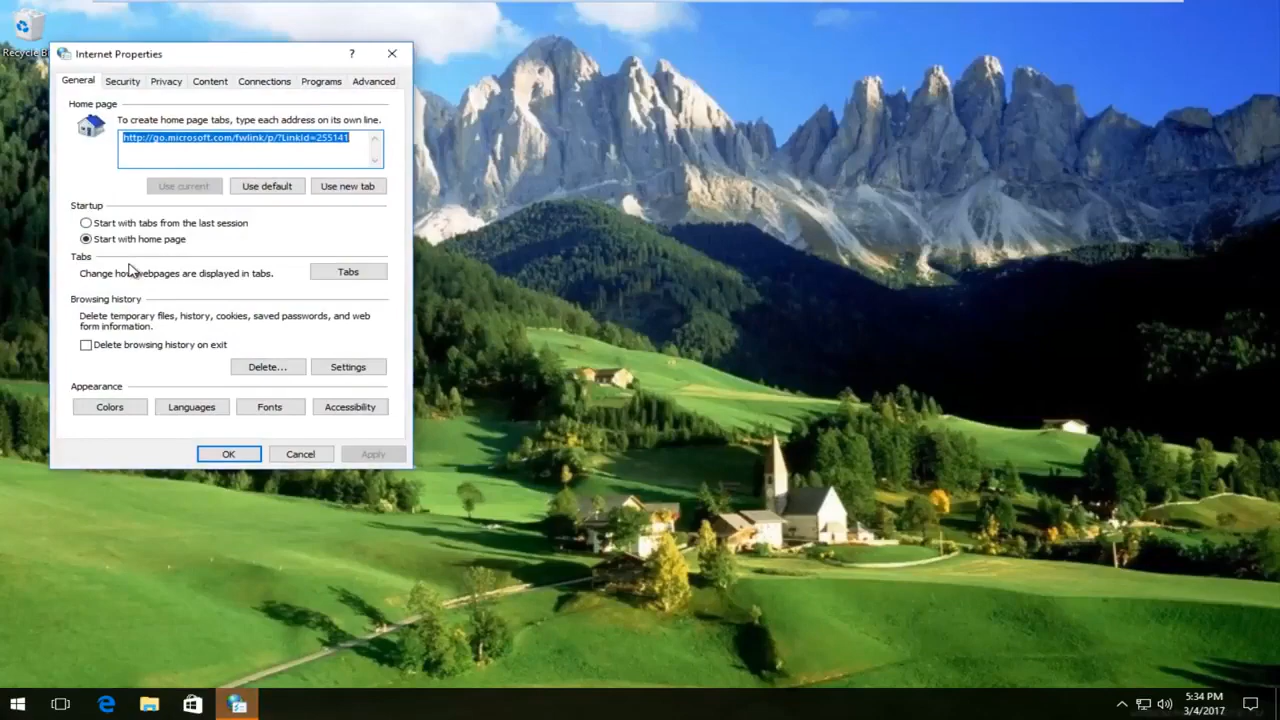 Recycle B
Internet Properties
?
General Security Privacy Content Connections Programs Advanced
Home page
To create home page tabs, type each address on its own line.
http://go.microsoft.com/fwlink/p/?LinkId=255141
Use current Use default Use new tab
Startup
Start with tabs from the last session
Start with home page
Tabs
Change how webpages are displayed in tabs.
Tabs
Browsing history
Delete temporary files, history, cookies, saved passwords, and web
form information.
Delete browsing history on exit
Delete... Settings
Appearance
Colors Languages Fonts Accessibility
OK Cancel Apply
5:34 PM
3/4/2017